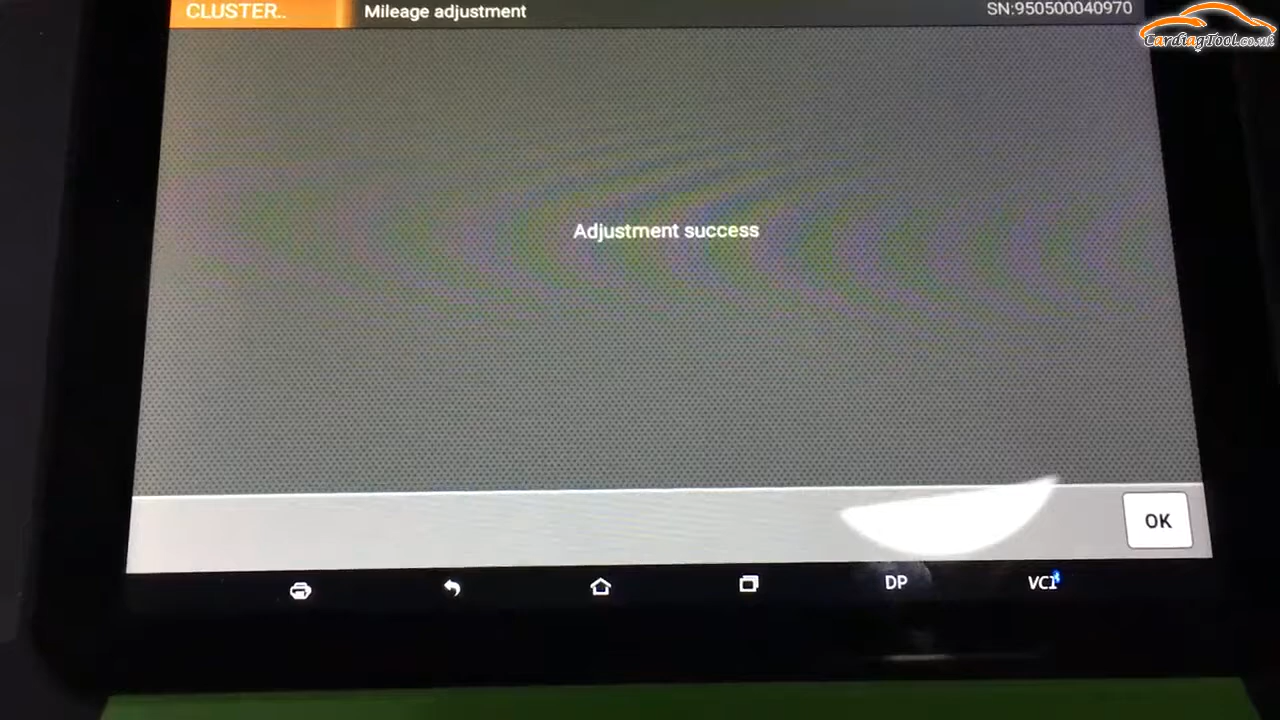 CLUSTER..
Mileage adjustment
SN:950500040970
CardiagTool.co.uk
Adjustment success
OK
DP
VCI